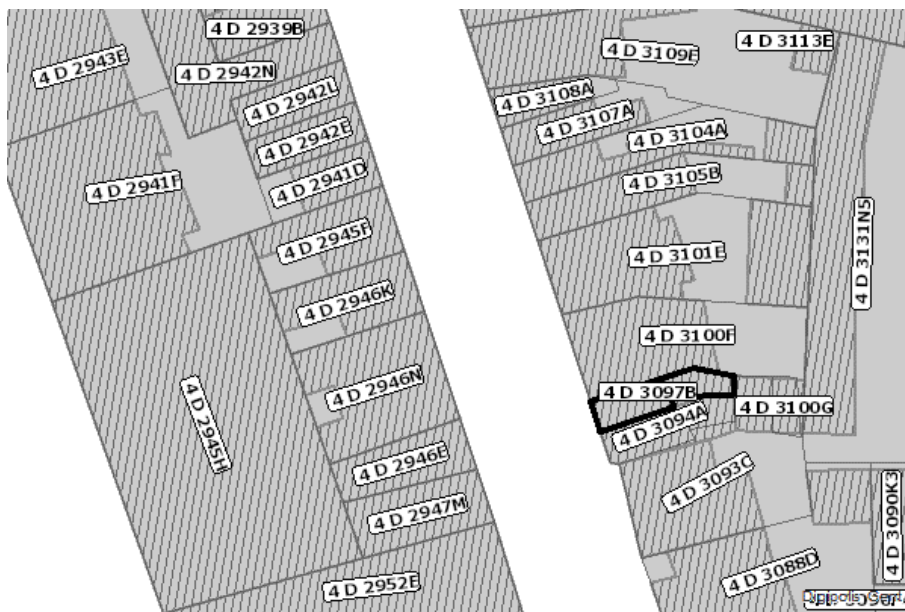 4 D 2939B
4 D 2943E
4 D 2942N
4 D 2942L
4 D 2942E
4 D 2941D
4 D 2941F
4 D 2945F
4 D 2946K
4 D 2946N
4 D 2945H
4 D 2946E
4 D 2947M
4 D 2952E
4 D 3113E
4 D 3109E
4 D 3108A
4 D 3107A
4 D 3104A
4 D 3105B
4 D 3101E
4 D 3131N5
4 D 3100F
4 D 3097B
4 D 3100G
4 D 3094A
4 D 3093C
4 D 3090K3
4 D 3088D
Digipolis Gent